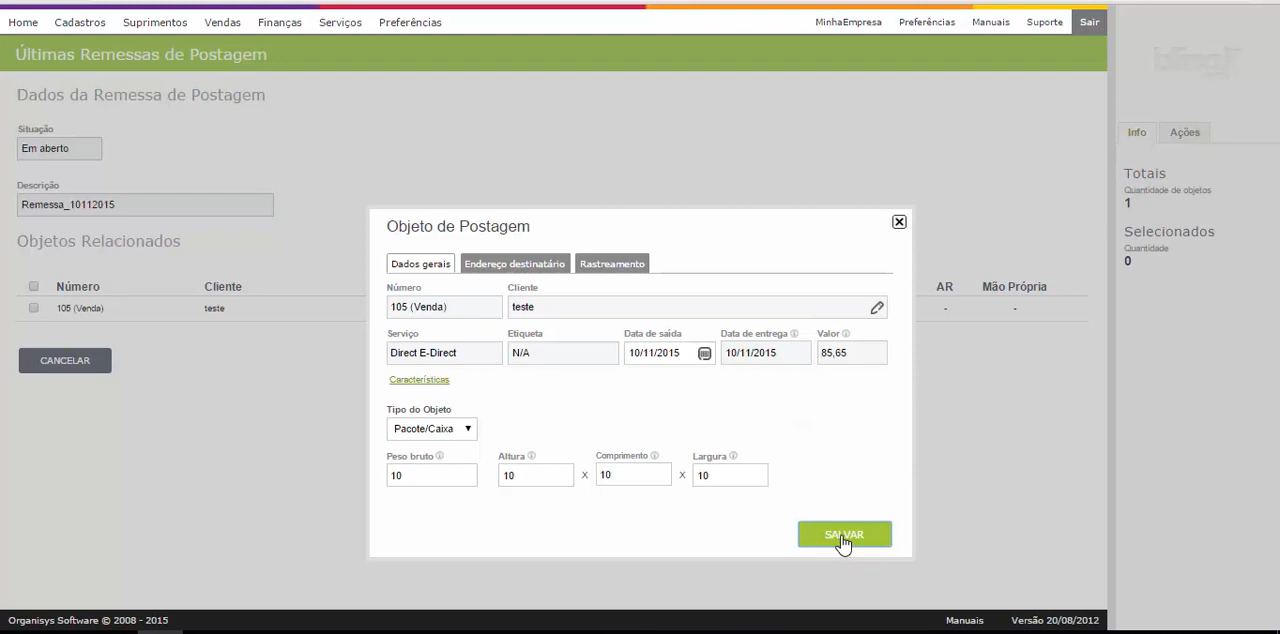 Home Cadastros Suprimentos Vendas Finanças Serviços Preferências MinhaEmpresa Preferências Manuais Suporte Sair
Últimas Remessas de Postagem
Dados da Remessa de Postagem
Situação
Em aberto
Descrição
Remessa_10112015
Objetos Relacionados
Número Cliente AR Mão Própria
105 (Venda) teste - -
CANCELAR
Objeto de Postagem
Dados gerais Endereço destinatário Rastreamento
Número Cliente
105 (Venda) teste
Serviço Etiqueta Data de saída Data de entrega Valor
Direct E-Direct N/A 10/11/2015 10/11/2015 85,65
Características
Tipo do Objeto
Pacote/Caixa
Peso bruto Altura Comprimento Largura
10 10 X 10 X 10
SALVAR
Info Ações
Totais
Quantidade de objetos
1
Selecionados
Quantidade
0
Organisys Software © 2008 - 2015 Manuais Versão 20/08/2012